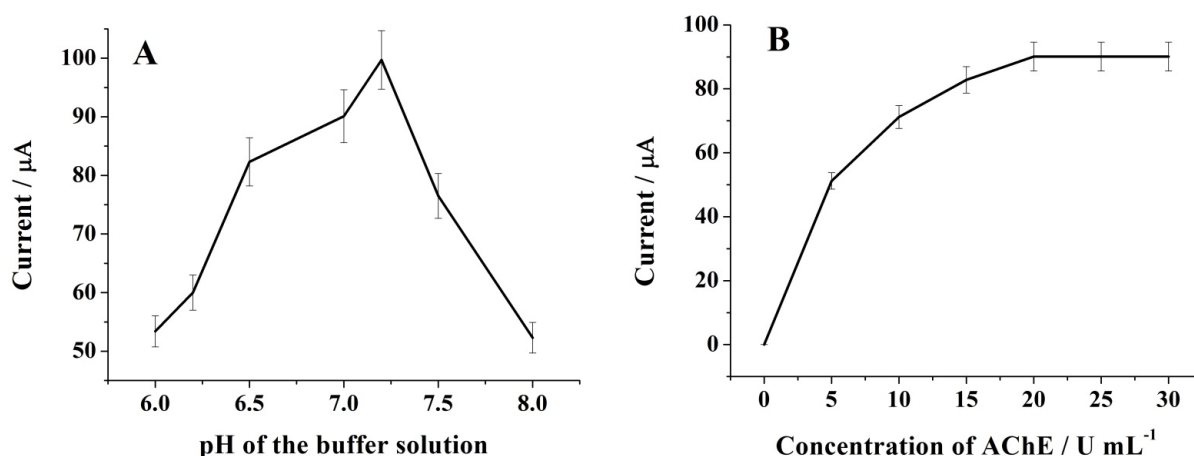 A
Current / μA
100
90
80
70
60
50
6.0 6.5 7.0 7.5 8.0
pH of the buffer solution
B
Current / μA
100
80
60
40
20
0
0 5 10 15 20 25 30
Concentration of AChE / U mL⁻¹